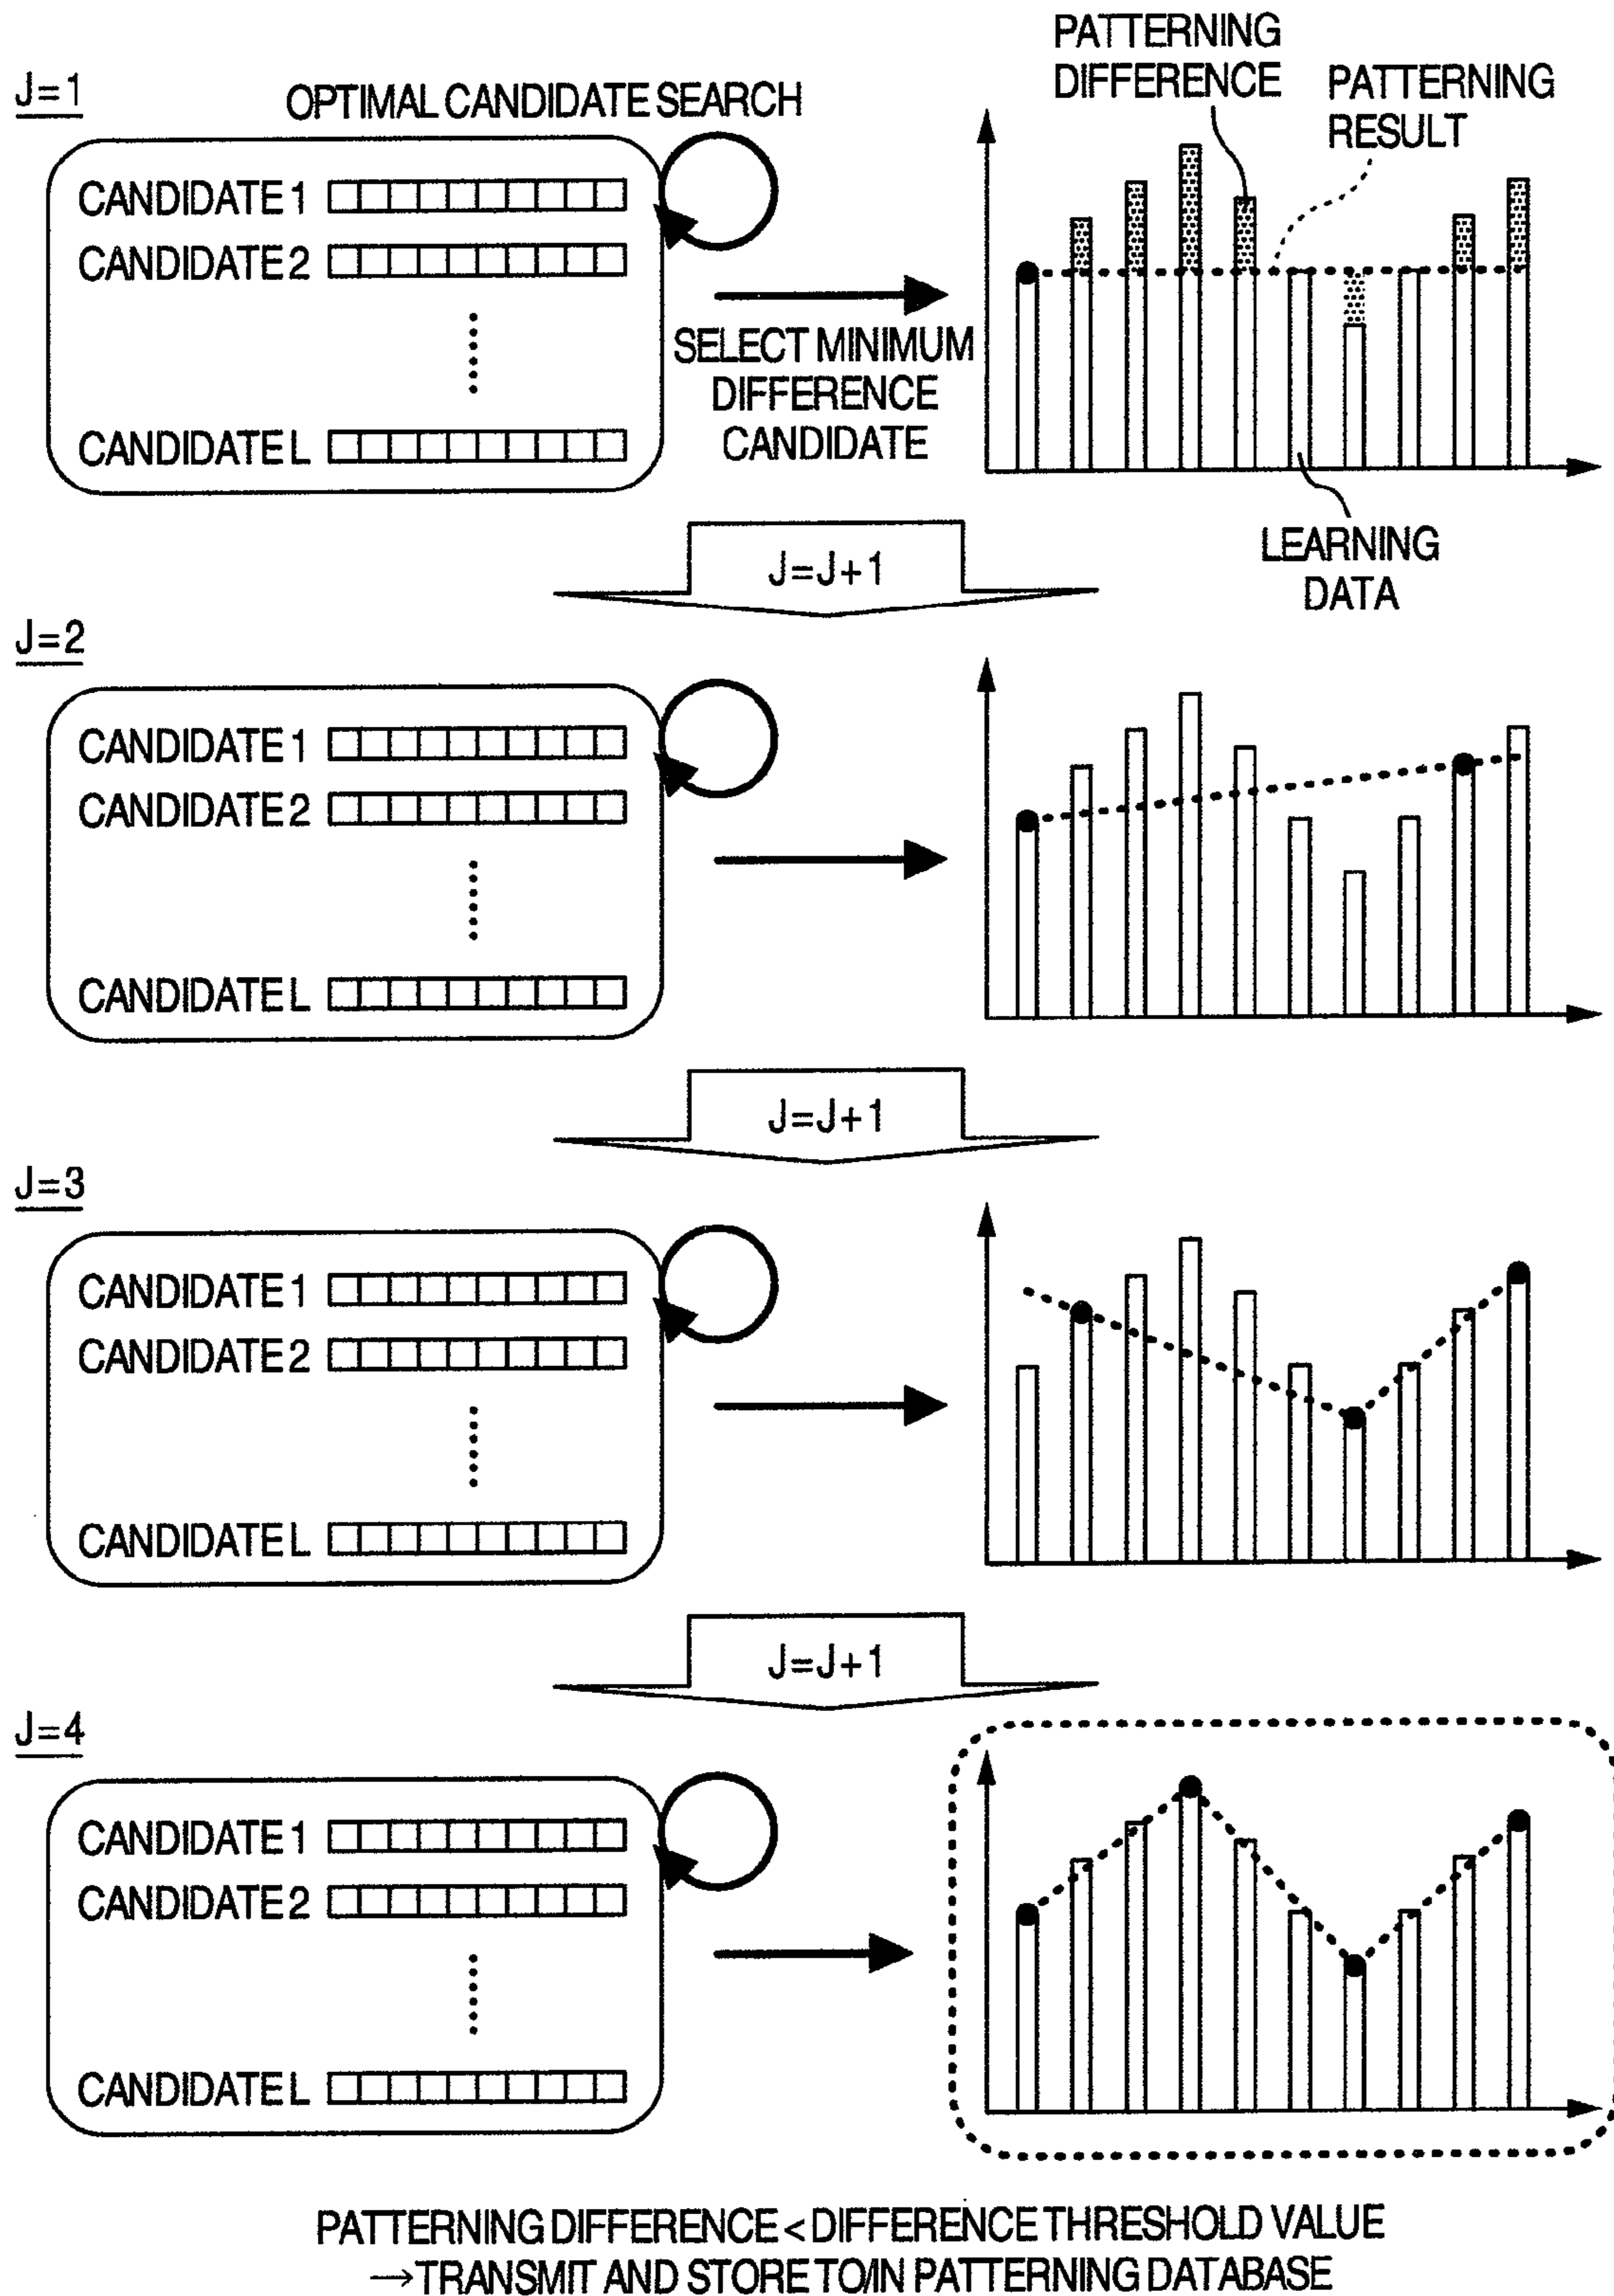 J=1
OPTIMAL CANDIDATE SEARCH
CANDIDATE 1
CANDIDATE 2
CANDIDATE L
SELECT MINIMUM
DIFFERENCE
CANDIDATE
PATTERNING
DIFFERENCE
PATTERNING
RESULT
LEARNING
DATA
J=J+1
J=2
CANDIDATE 1
CANDIDATE 2
CANDIDATE L
J=J+1
J=3
CANDIDATE 1
CANDIDATE 2
CANDIDATE L
J=J+1
J=4
CANDIDATE 1
CANDIDATE 2
CANDIDATE L
PATTERNING DIFFERENCE < DIFFERENCE THRESHOLD VALUE
→TRANSMIT AND STORE TO/IN PATTERNING DATABASE